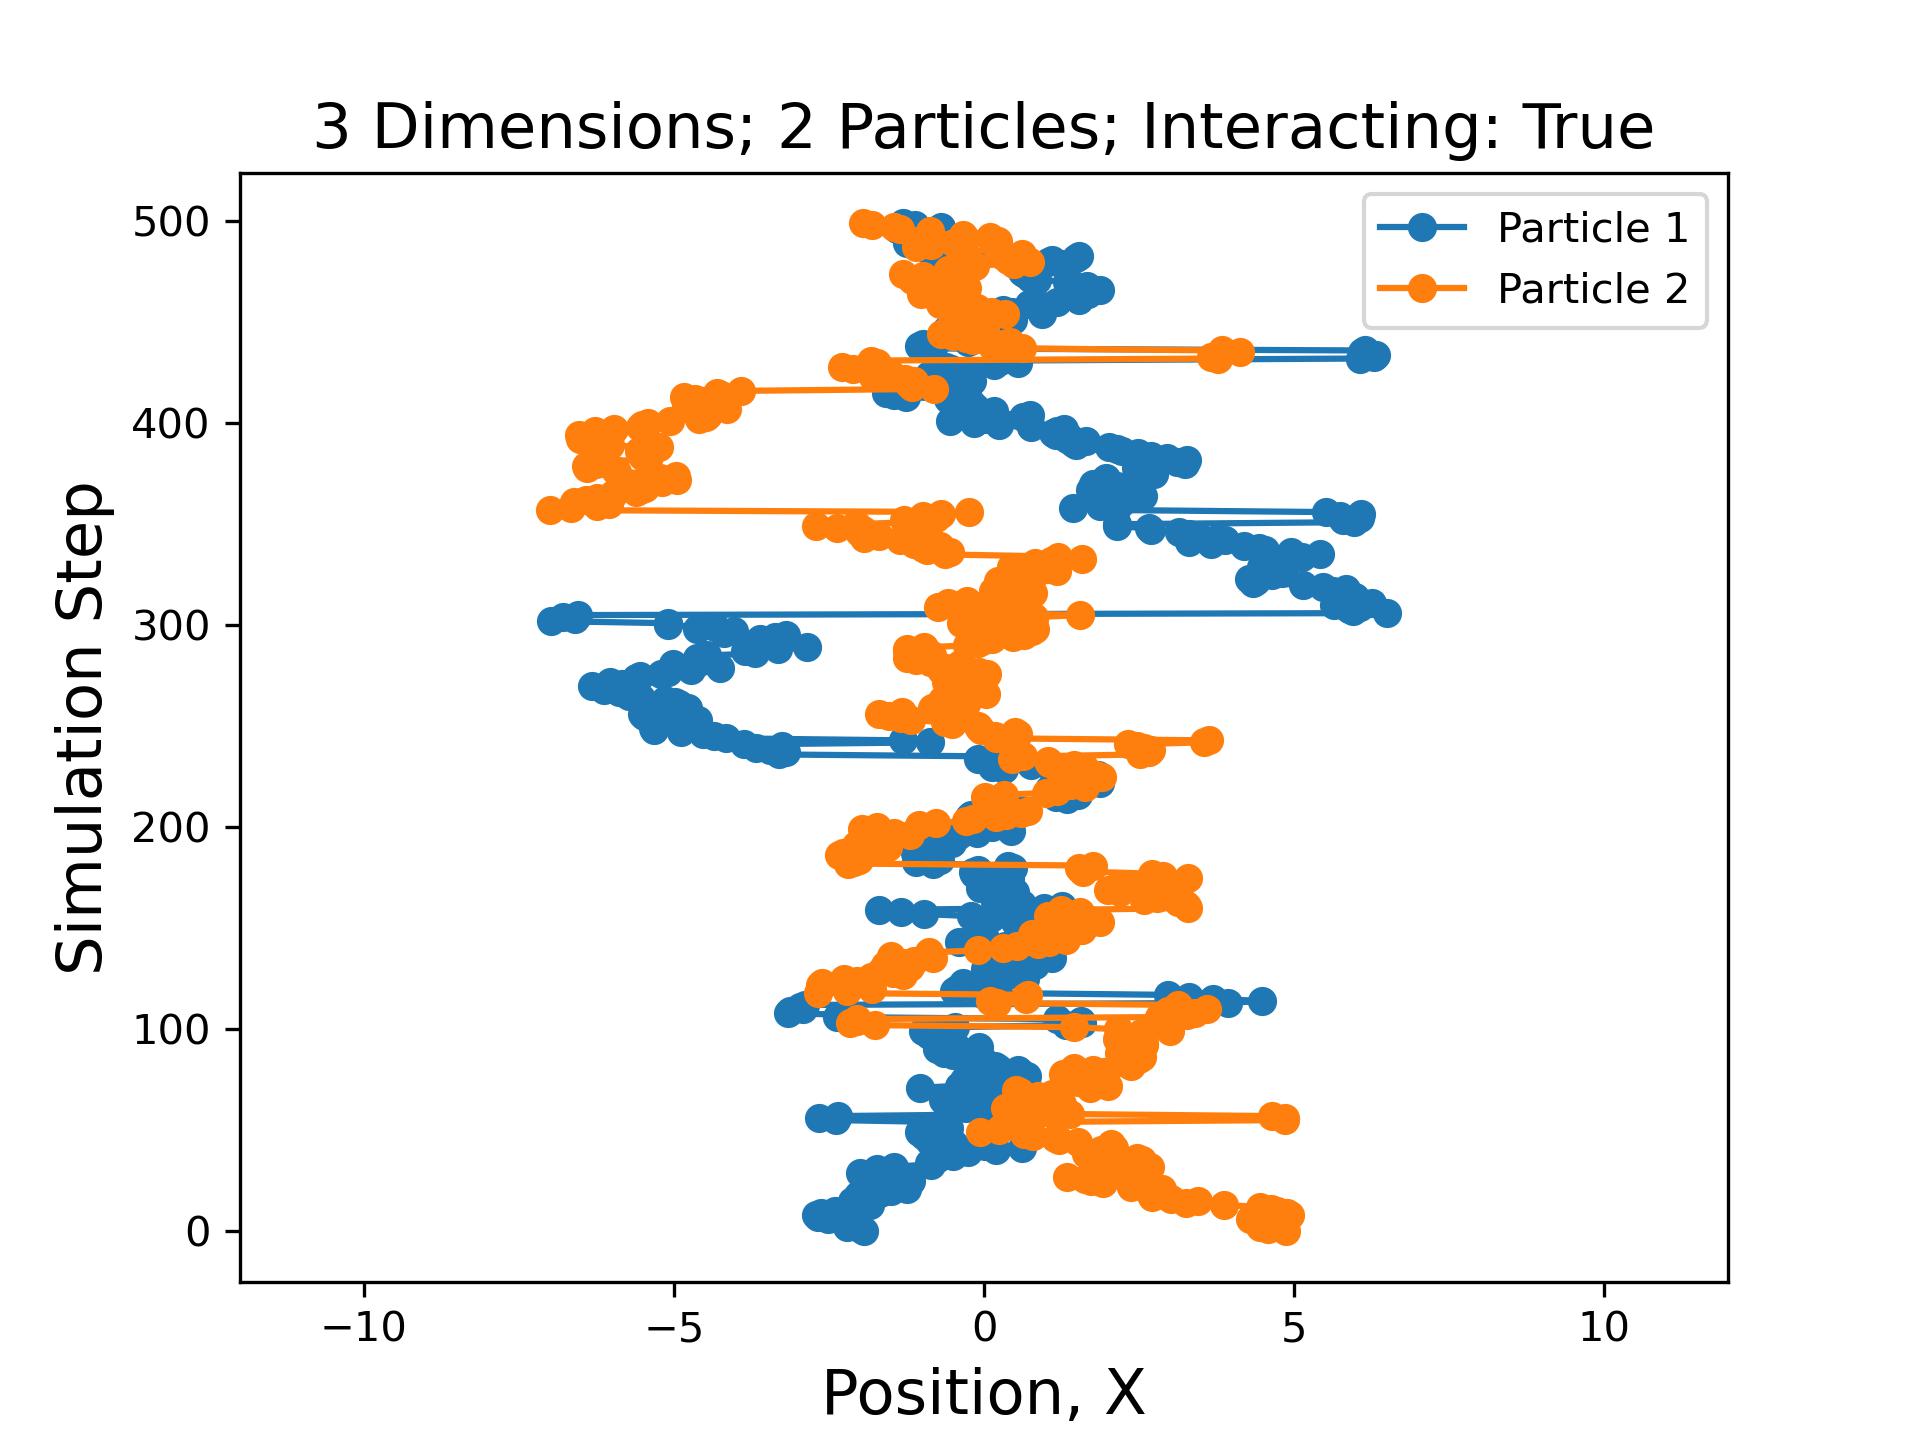 3 Dimensions; 2 Particles; Interacting: True
Particle 1
Particle 2
Simulation Step
500
400
300
200
100
0
−10 −5 0 5 10
Position, X